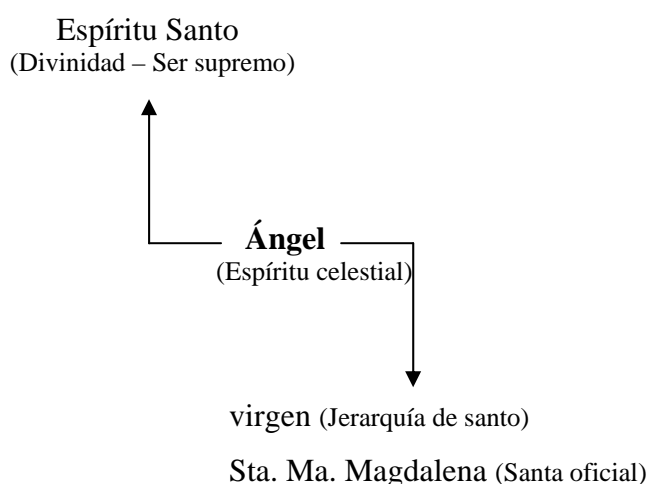 Espíritu Santo
(Divinidad – Ser supremo)
Ángel
(Espíritu celestial)
virgen (Jerarquía de santo)
Sta. Ma. Magdalena (Santa oficial)